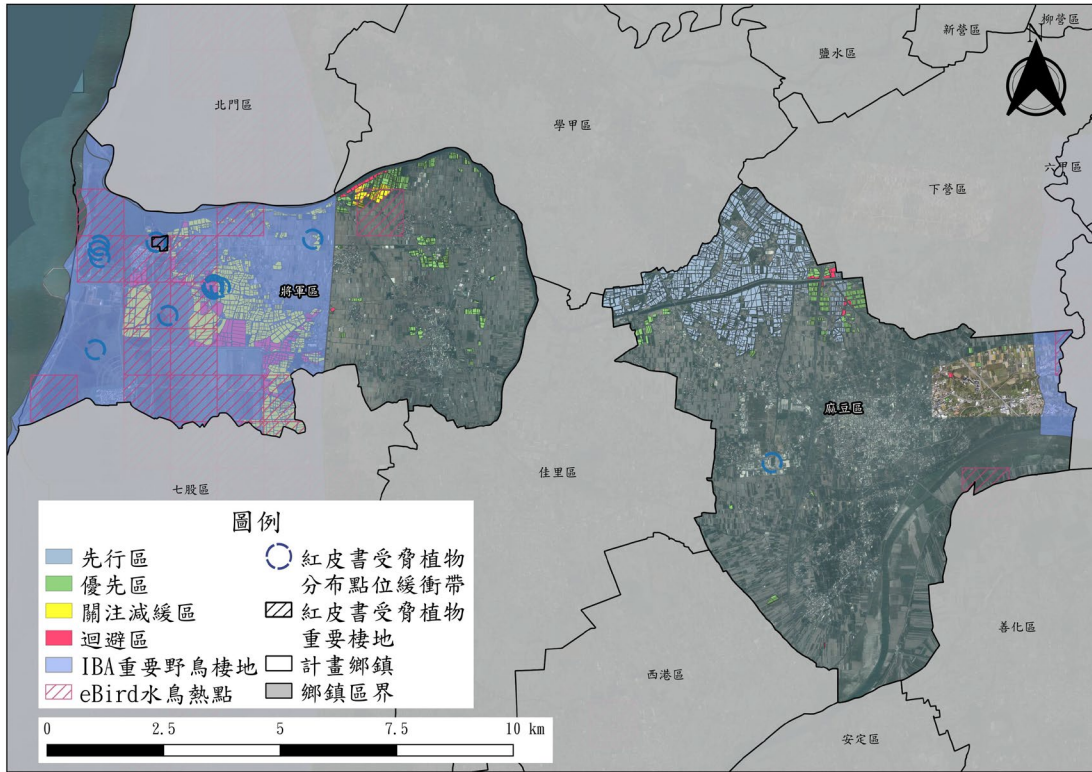 柳營區
新營區
N
鹽水區
北門區
學甲區
六甲區
下營區
將軍區
麻豆區
佳里區
七股區
善化區
西港區
安定區
圖例
先行區
優先區
關注減緩區
迴避區
IBA重要野鳥棲地
eBird水鳥熱點
紅皮書受脅植物
分布點位緩衝帶
紅皮書受脅植物
重要棲地
計畫鄉鎮
鄉鎮區界
0 2.5 5 7.5 10 km